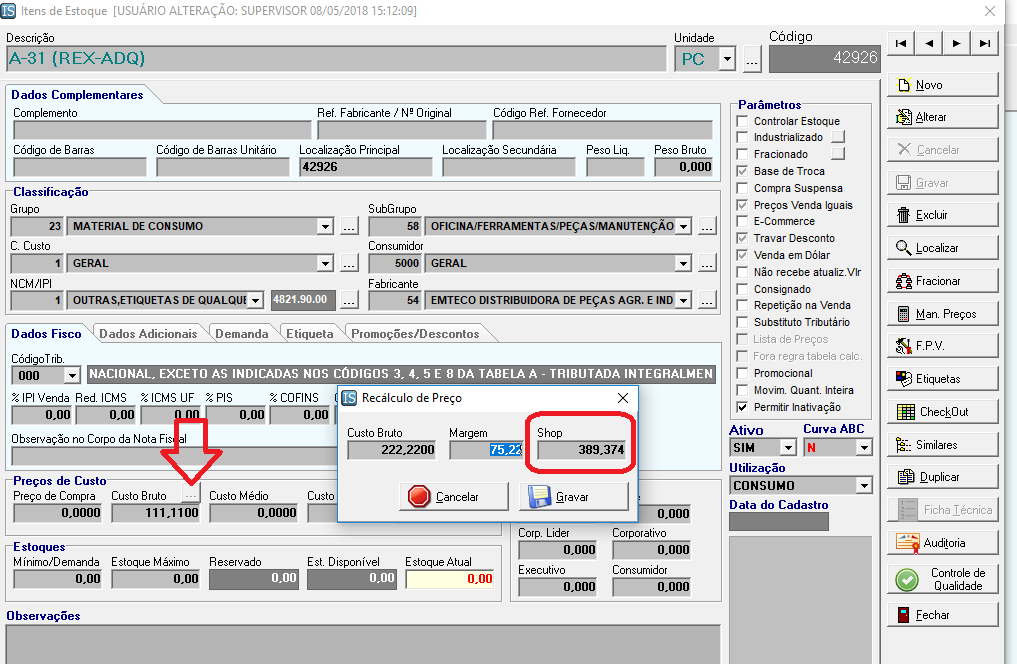 Itens de Estoque [USUÁRIO ALTERAÇÃO: SUPERVISOR 08/05/2018 15:12:09]
Descrição
Unidade
Código
A-31 (REX-ADQ)
PC
...
42926
Dados Complementares
Complemento
Ref. Fabricante / Nº Original
Código Ref. Fornecedor
Código de Barras
Código de Barras Unitário
Localização Principal
Localização Secundária
Peso Liq.
Peso Bruto
42926
0,000
Classificação
Grupo
SubGrupo
23
MATERIAL DE CONSUMO
...
58
OFICINA/FERRAMENTAS/PEÇAS/MANUTENÇÃO
...
C. Custo
Consumidor
1
GERAL
...
5000
GERAL
...
NCM/IPI
Fabricante
1
OUTRAS,ETIQUETAS DE QUALQUE
4821.90.00
...
54
EMTECO DISTRIBUIDORA DE PEÇAS AGR. E IND
...
Dados Fisco
Dados Adicionais
Demanda
Etiqueta
Promoções/Descontos
CódigoTrib.
000
NACIONAL, EXCETO AS INDICADAS NOS CÓDIGOS 3, 4, 5 E 8 DA TABELA A - TRIBUTADA INTEGRALMEN
% IPI Venda
Red. ICMS
% ICMS UF
% PIS
% COFINS
0,00
0,00
0,00
0,00
0,00
Observação no Corpo da Nota Fiscal
Preços de Custo
Preço de Compra
Custo Bruto
...
Custo Médio
Custo
0,0000
111,1100
0,0000
Estoques
Mínimo/Demanda
Estoque Máximo
Reservado
Est. Disponível
Estoque Atual
0,00
0,00
0,00
0,00
0,00
0,000
Corp. Lider
Corporativo
0,000
0,000
Executivo
Consumidor
0,000
0,000
Observações
IS Recálculo de Preço
Custo Bruto
Margem
Shop
222,2200
75,22
389,374
Cancelar
Gravar
Parâmetros
Controlar Estoque
Industrializado
Fracionado
Base de Troca
Compra Suspensa
Preços Venda Iguais
E-Commerce
Travar Desconto
Venda em Dólar
Não recebe atualiz.Vlr
Consignado
Repetição na Venda
Substituto Tributário
Lista de Preços
Fora regra tabela calc.
Promocional
Movim. Quant. Inteira
Permitir Inativação
Ativo
Curva ABC
SIM
N
Utilização
CONSUMO
Data do Cadastro
Novo
Alterar
Cancelar
Gravar
Excluir
Localizar
Fracionar
Man. Preços
F.P.V.
Etiquetas
CheckOut
Similares
Duplicar
Ficha Técnica
Auditoria
Controle de
Qualidade
Fechar